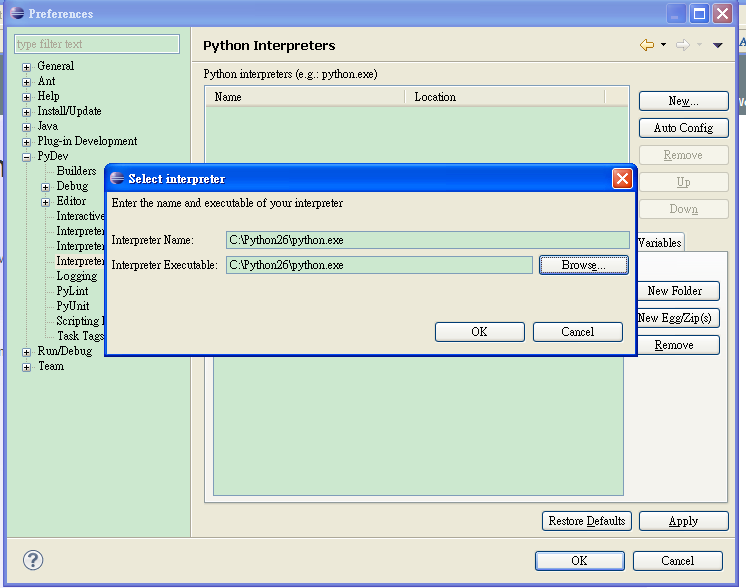 Preferences
type filter text
General
Ant
Help
Install/Update
Java
Plug-in Development
PyDev
Builders
Debug
Editor
Interactive
Interpreter
Interpreter
Interpreter
Logging
PyLint
PyUnit
Scripting
Task Tags
Run/Debug
Team
Python Interpreters
Python interpreters (e.g.: python.exe)
Name Location
New...
Auto Config
Remove
Up
Down
Select interpreter
Enter the name and executable of your interpreter
Interpreter Name: C:\Python26\python.exe
Interpreter Executable: C:\Python26\python.exe Browse...
OK Cancel
Variables
New Folder
New Egg/Zip(s)
Remove
Restore Defaults Apply
OK Cancel